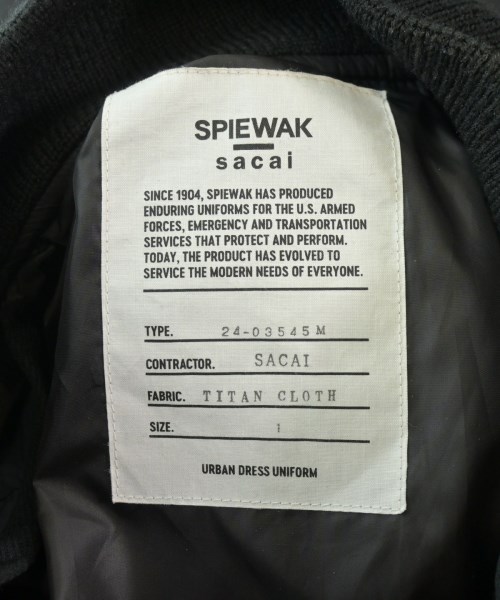 SPIEWAK
sacai
SINCE 1904, SPIEWAK HAS PRODUCED
ENDURING UNIFORMS FOR THE U.S. ARMED
FORCES, EMERGENCY AND TRANSPORTATION
SERVICES THAT PROTECT AND PERFORM.
TODAY, THE PRODUCT HAS EVOLVED TO
SERVICE THE MODERN NEEDS OF EVERYONE.
TYPE. 24-03545M
CONTRACTOR. SACAI
FABRIC. TITAN CLOTH
SIZE. 1
URBAN DRESS UNIFORM